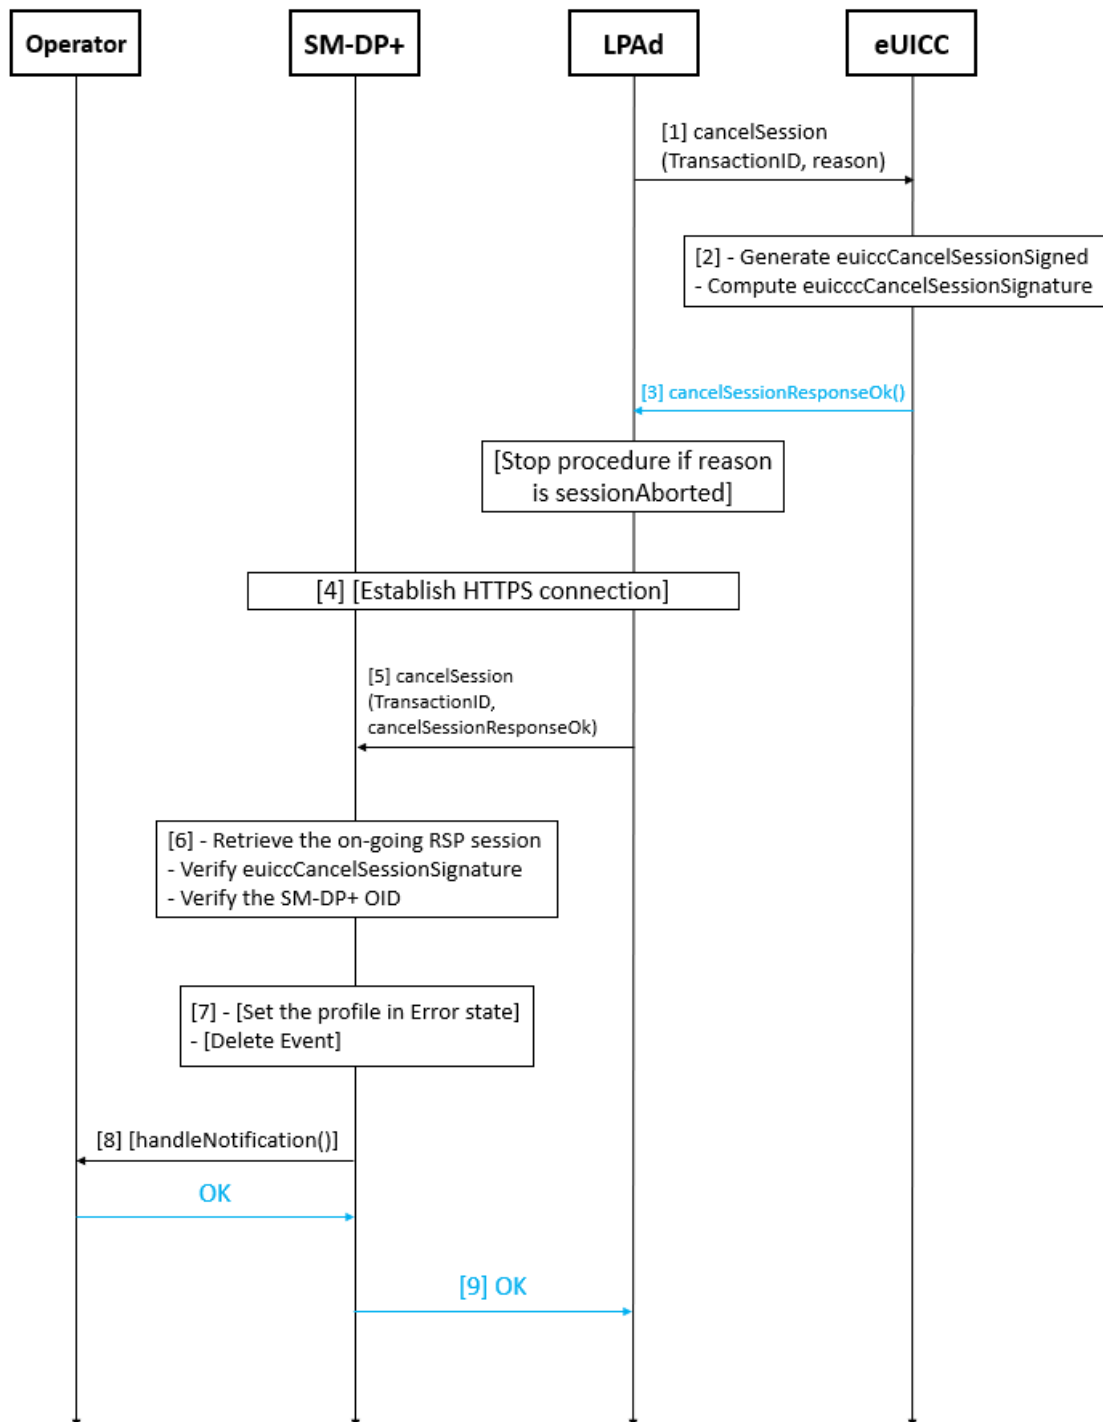 Operator
SM-DP+
LPAd
eUICC
[1] cancelSession
(TransactionID, reason)
[2] - Generate euiccCancelSessionSigned
- Compute euicccCancelSessionSignature
[3] cancelSessionResponseOk()
[Stop procedure if reason
is sessionAborted]
[4] [Establish HTTPS connection]
[5] cancelSession
(TransactionID,
cancelSessionResponseOk)
[6] - Retrieve the on-going RSP session
- Verify euiccCancelSessionSignature
- Verify the SM-DP+ OID
[7] - [Set the profile in Error state]
- [Delete Event]
[8] [handleNotification()]
OK
[9] OK